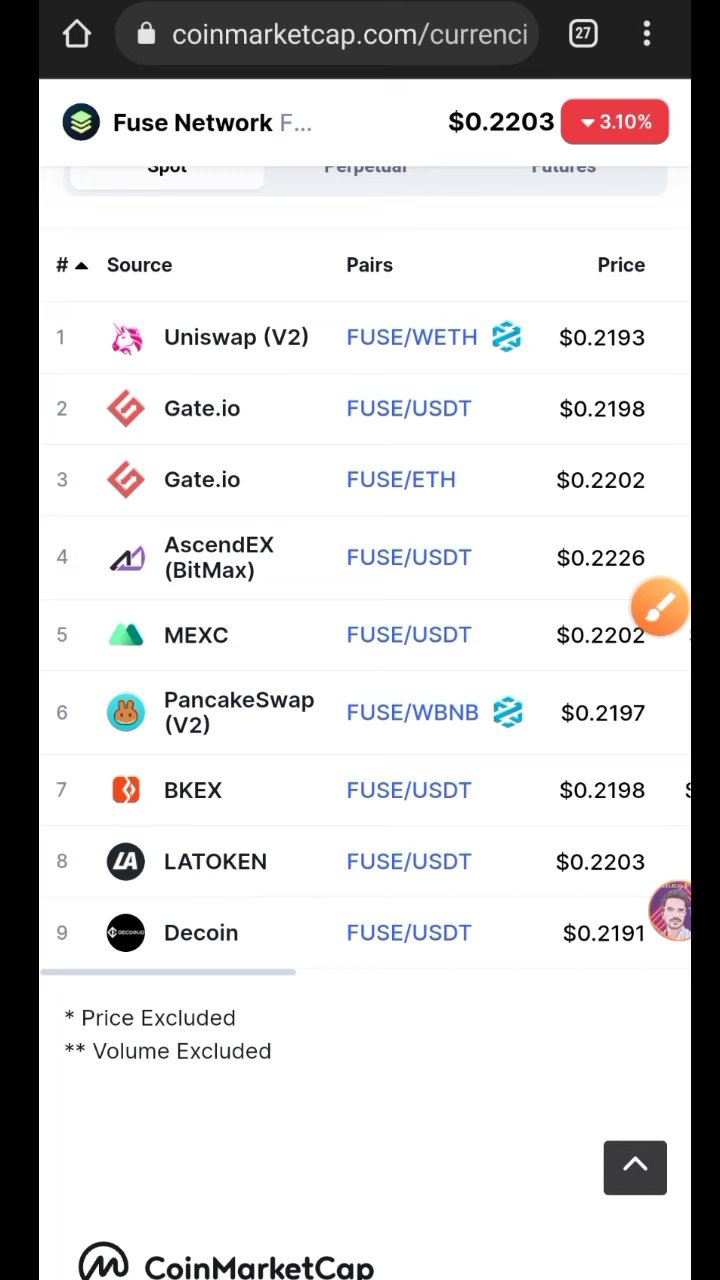 coinmarketcap.com/currenci 27
Fuse Network F... $0.2203 3.10%
Spot Perpetual Futures
# Source Pairs Price
1 Uniswap (V2) FUSE/WETH $0.2193
2 Gate.io FUSE/USDT $0.2198
3 Gate.io FUSE/ETH $0.2202
4 AscendEX (BitMax) FUSE/USDT $0.2226
5 MEXC FUSE/USDT $0.2202
6 PancakeSwap (V2) FUSE/WBNB $0.2197
7 BKEX FUSE/USDT $0.2198 $
8 LATOKEN FUSE/USDT $0.2203
9 Decoin FUSE/USDT $0.2191
* Price Excluded
** Volume Excluded
CoinMarketCap